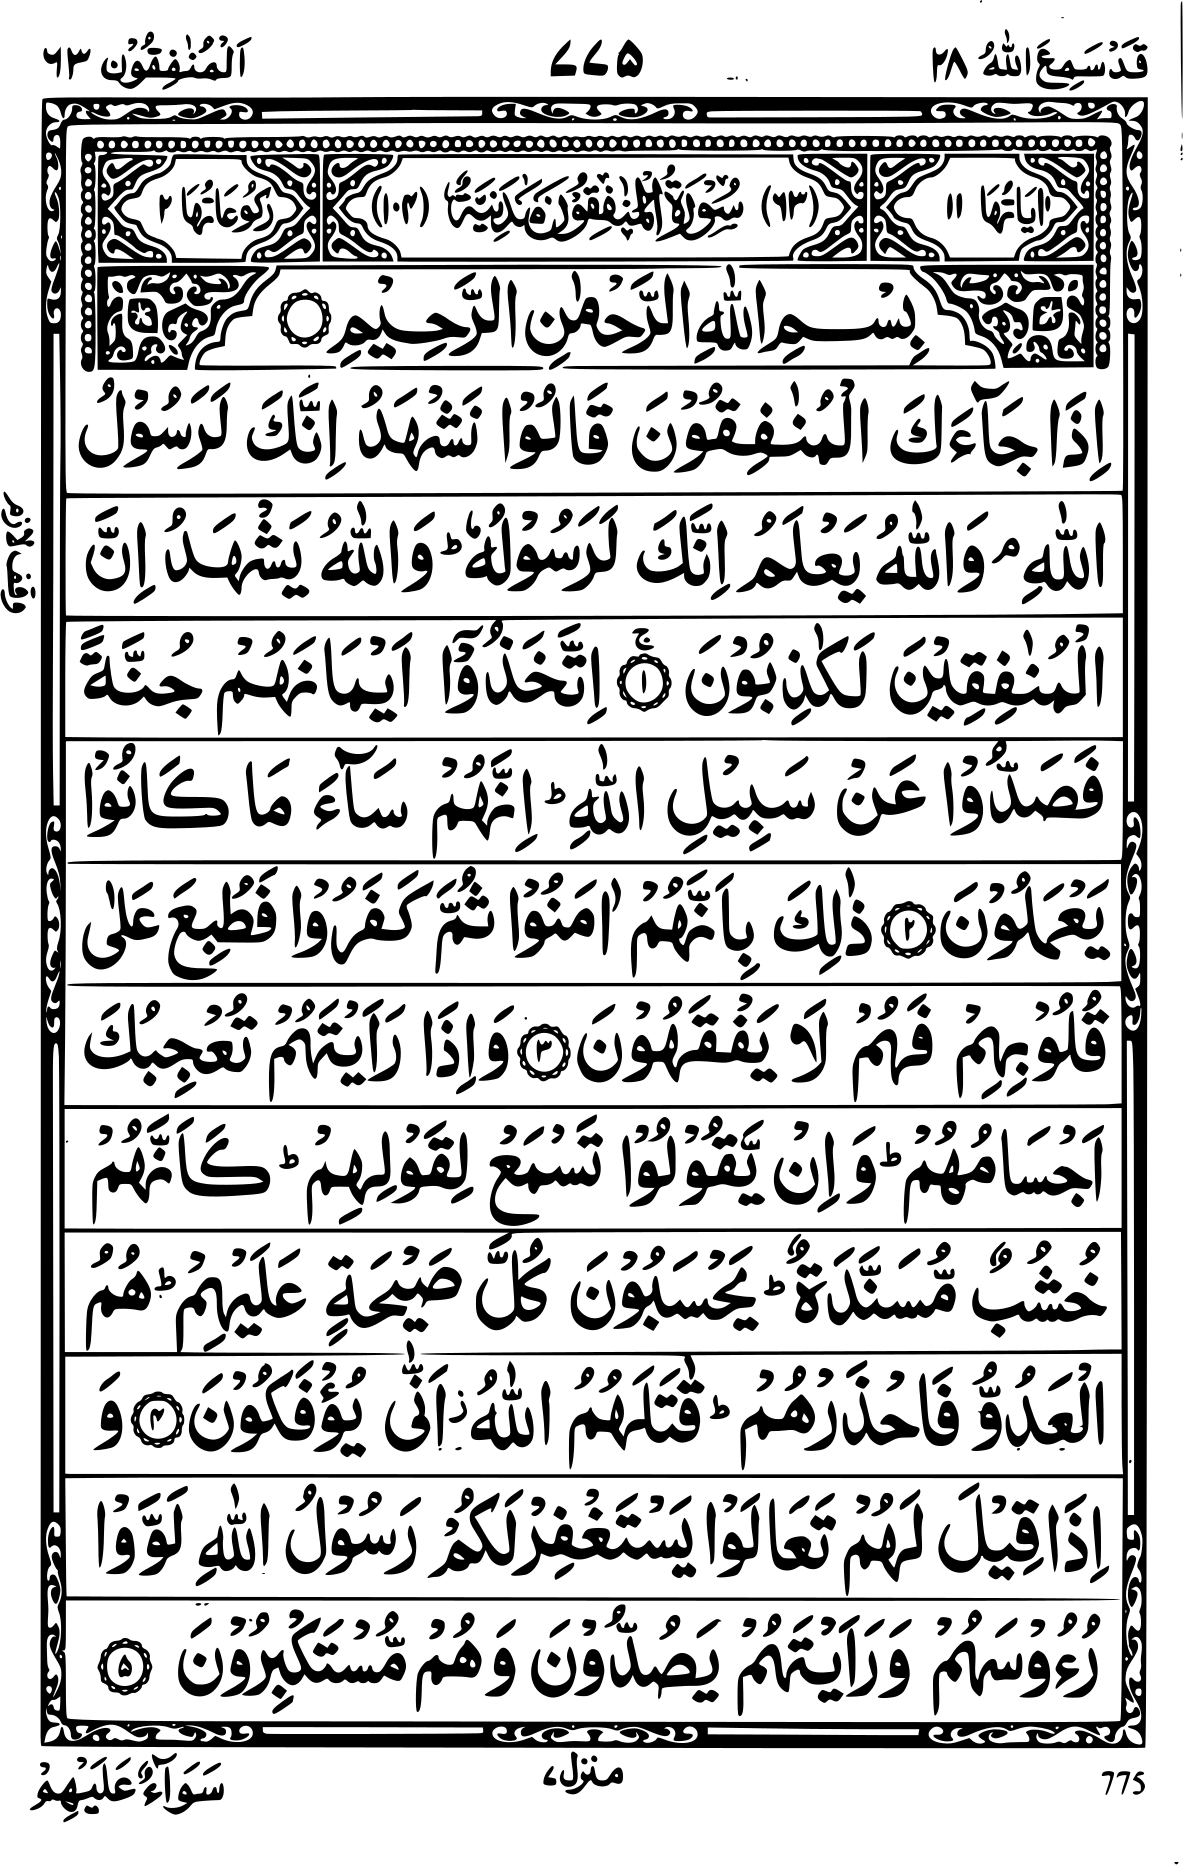 قَدۡ سَمِعَ اللّٰهُ ٢٨
٧٧٥
اَلۡمُنٰفِقُوۡن ٦٣
اٰيَاتُهَا ١١
(٦٣) سُوۡرَةُ الۡمُنٰفِقُوۡنَ مَدَنِيَّةٌ (١٠٤)
رُكُوۡعَاتُهَا ٢
بِسۡمِ اللّٰهِ الرَّحۡمٰنِ الرَّحِيۡمِ ۝
اِذَا جَآءَكَ الۡمُنٰفِقُوۡنَ قَالُوۡا نَشۡهَدُ اِنَّكَ لَرَسُوۡلُ
اللّٰهِ ۘ وَاللّٰهُ يَعۡلَمُ اِنَّكَ لَرَسُوۡلُهٗ ؕ وَاللّٰهُ يَشۡهَدُ اِنَّ
الۡمُنٰفِقِيۡنَ لَكٰذِبُوۡنَ ۚ ﴿١﴾ اِتَّخَذُوۡۤا اَيۡمَانَهُمۡ جُنَّةً
فَصَدُّوۡا عَنۡ سَبِيۡلِ اللّٰهِ ؕ اِنَّهُمۡ سَآءَ مَا كَانُوۡا
يَعۡمَلُوۡنَ ﴿٢﴾ ذٰلِكَ بِاَنَّهُمۡ اٰمَنُوۡا ثُمَّ كَفَرُوۡا فَطُبِعَ عَلٰى
قُلُوۡبِهِمۡ فَهُمۡ لَا يَفۡقَهُوۡنَ ﴿٣﴾ وَاِذَا رَاَيۡتَهُمۡ تُعۡجِبُكَ
اَجۡسَامُهُمۡ ؕ وَاِنۡ يَّقُوۡلُوۡا تَسۡمَعۡ لِقَوۡلِهِمۡ ؕ كَاَنَّهُمۡ
خُشُبٌ مُّسَنَّدَةٌ ؕ يَحۡسَبُوۡنَ كُلَّ صَيۡحَةٍ عَلَيۡهِمۡ ؕ هُمُ
الۡعَدُوُّ فَاحۡذَرۡهُمۡ ؕ قٰتَلَهُمُ اللّٰهُ ز اَنّٰى يُؤۡفَكُوۡنَ ﴿٤﴾ وَ
اِذَا قِيۡلَ لَهُمۡ تَعَالَوۡا يَسۡتَغۡفِرۡ لَكُمۡ رَسُوۡلُ اللّٰهِ لَوَّوۡا
رُءُوۡسَهُمۡ وَرَاَيۡتَهُمۡ يَصُدُّوۡنَ وَهُمۡ مُّسۡتَكۡبِرُوۡنَ ﴿٥﴾
وقف لازم
775
منزل ٧
سَوَآءٌ عَلَيۡهِمۡ